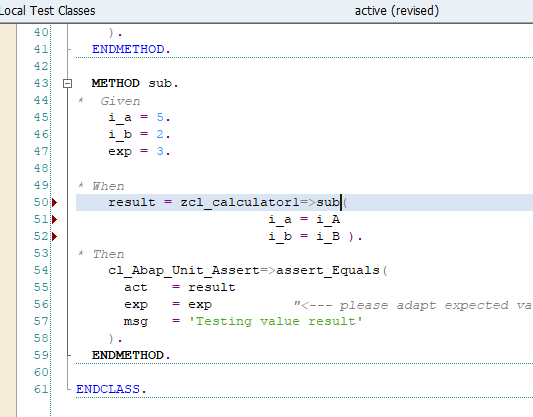 Local Test Classes active (revised)
40 ).
41 ENDMETHOD.
42
43 METHOD sub.
44 * Given
45 i_a = 5.
46 i_b = 2.
47 exp = 3.
48
49 * When
50 result = zcl_calculator1=>sub(
51 i_a = i_A
52 i_b = i_B ).
53 * Then
54 cl_Abap_Unit_Assert=>assert_Equals(
55 act = result
56 exp = exp "<--- please adapt expected va
57 msg = 'Testing value result'
58 ).
59 ENDMETHOD.
60
61 ENDCLASS.